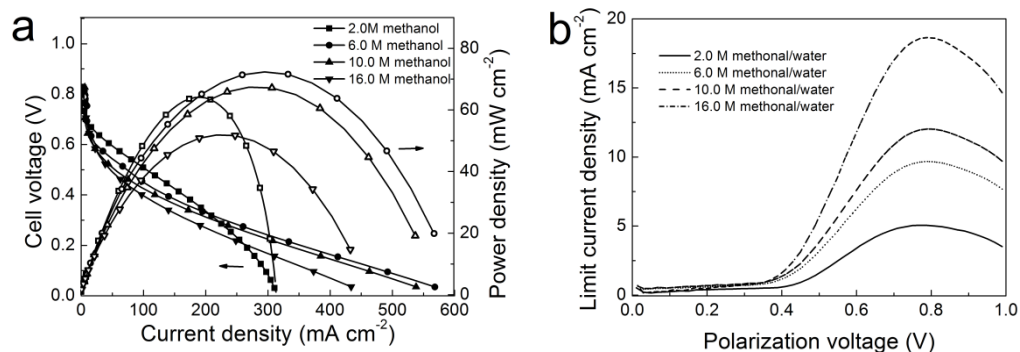 a
1.0
0.8
0.6
0.4
0.2
0.0
Cell voltage (V)
2.0M methanol
6.0 M methanol
10.0 M methanol
16.0 M methanol
80
60
40
20
0
Power density (mW cm-2)
0 100 200 300 400 500 600
Current density (mA cm-2)
b
20
15
10
5
0
Limit current density (mA cm-2)
2.0 M methonal/water
6.0 M methonal/water
10.0 M methonal/water
16.0 M methonal/water
0.0 0.2 0.4 0.6 0.8 1.0
Polarization voltage (V)